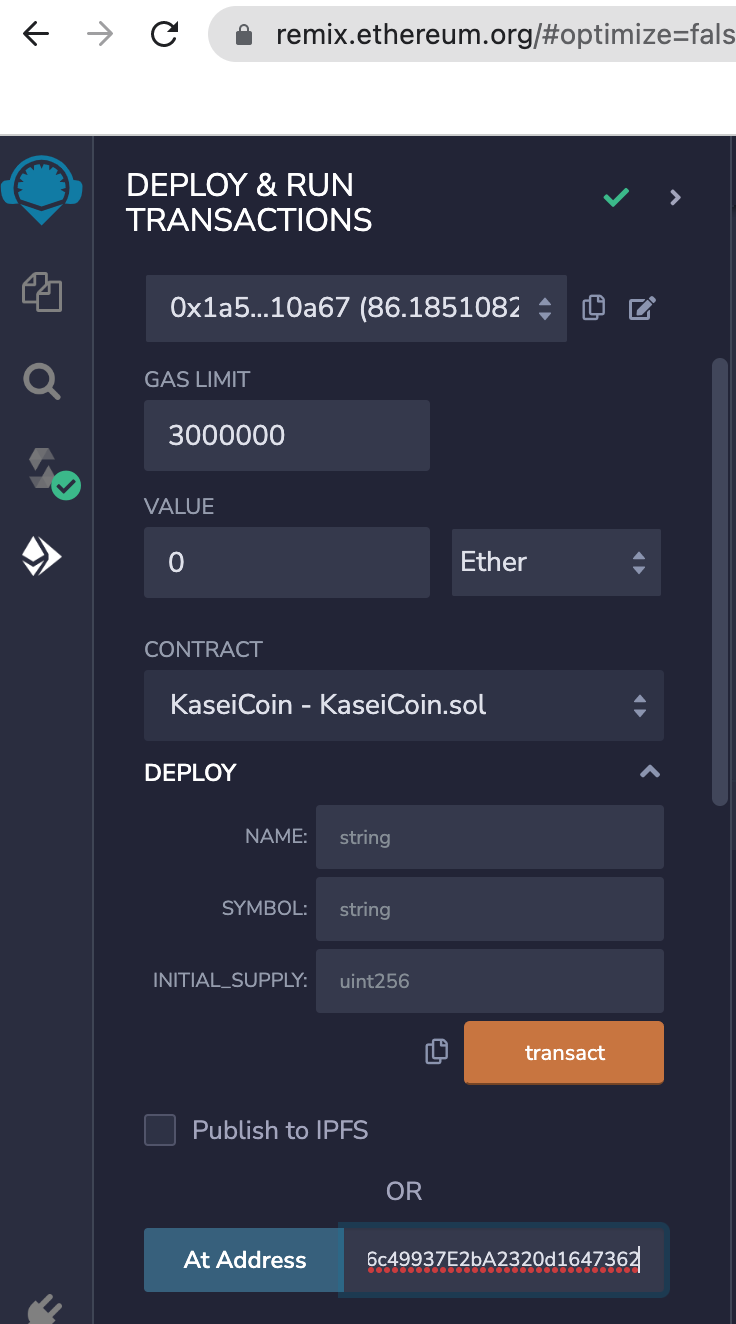 remix.ethereum.org/#optimize=fals
DEPLOY & RUN
TRANSACTIONS
0x1a5...10a67 (86.1851082
GAS LIMIT
3000000
VALUE
0 Ether
CONTRACT
KaseiCoin - KaseiCoin.sol
DEPLOY
NAME: string
SYMBOL: string
INITIAL_SUPPLY: uint256
transact
Publish to IPFS
OR
At Address 6c49937E2bA2320d1647362